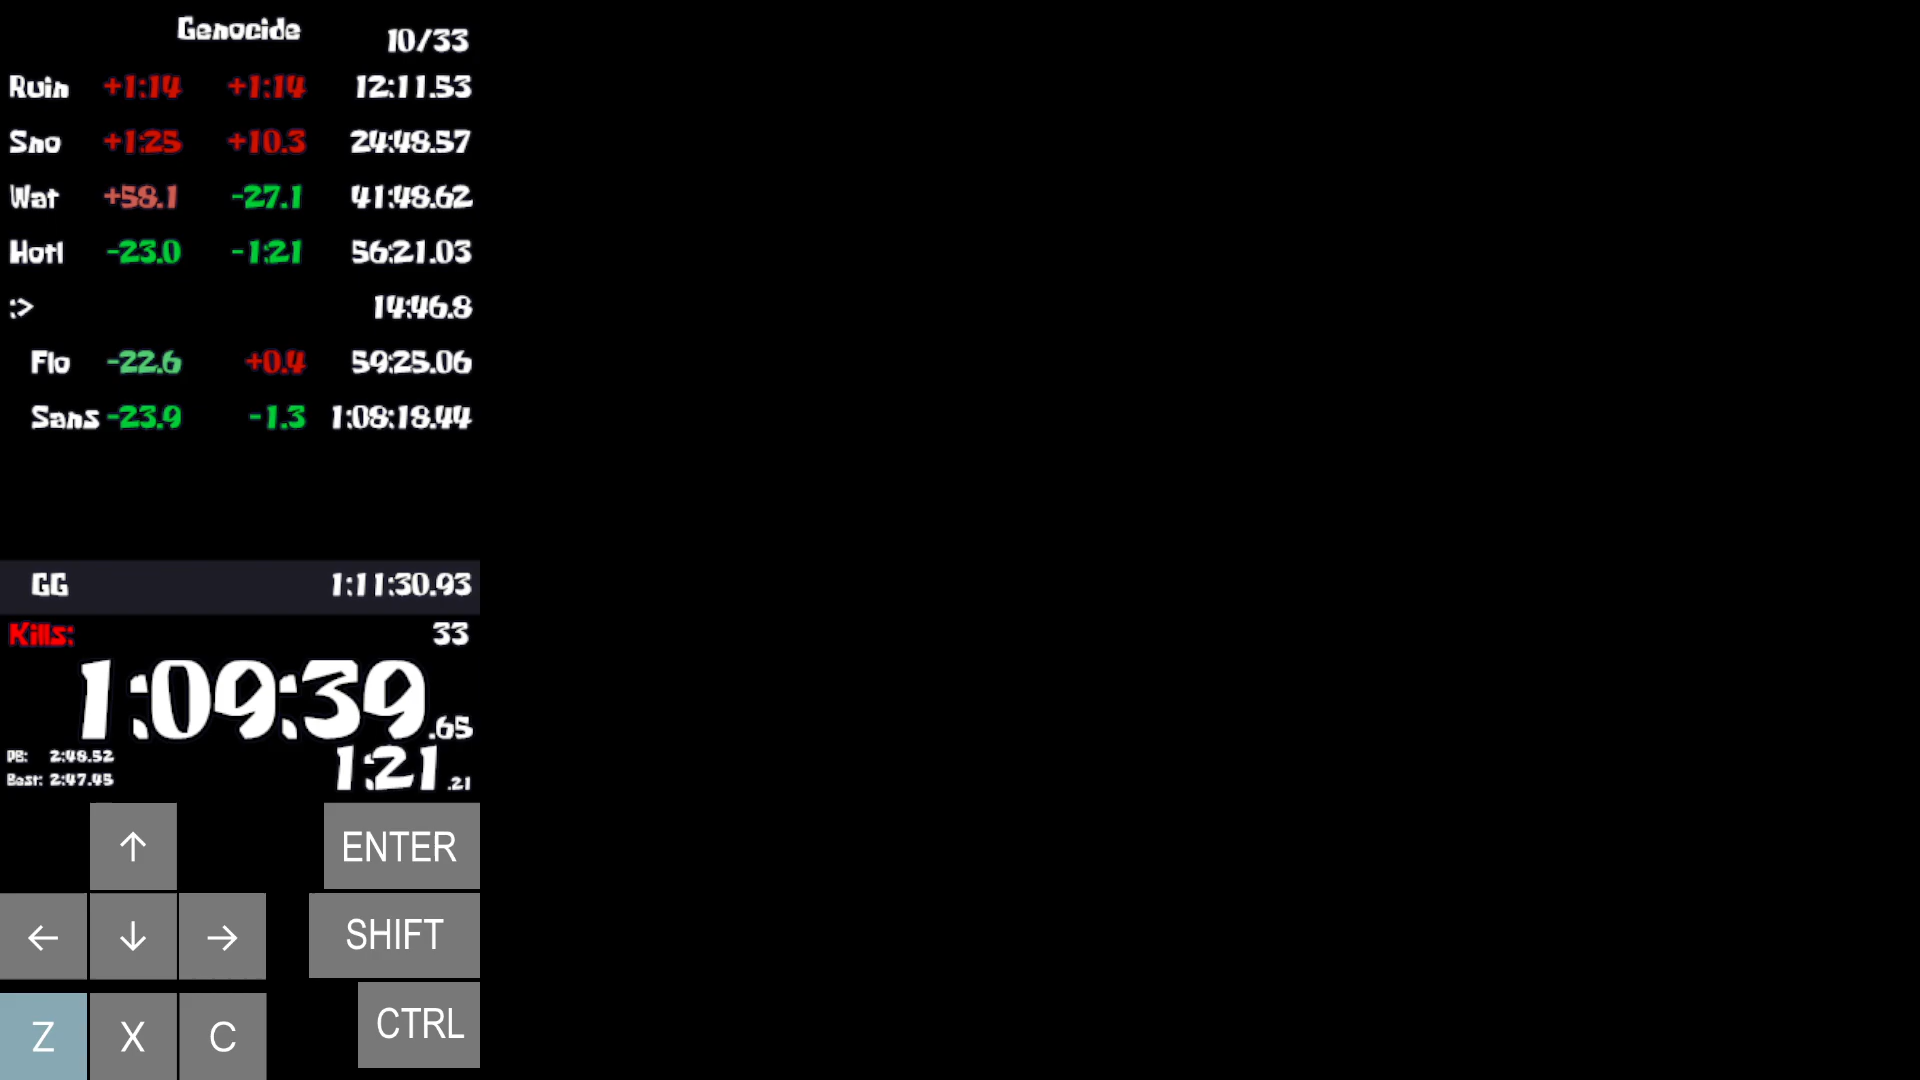 Genocide
10/33
Ruin +1:14 +1:14 12:11.53
Sno +1:25 +10.3 24:48.57
Wat +58.1 -27.1 41:48.62
Hotl -23.0 -1:21 56:21.03
:> 14:46.8
Flo -22.6 +0.4 59:25.06
Sans -23.9 -1.3 1:08:18.44
GG 1:11:30.93
Kills: 33
1:09:39.65
PB: 2:48.52
Best: 2:47.45
1:21.21
↑ ENTER
← ↓ → SHIFT
Z X C CTRL